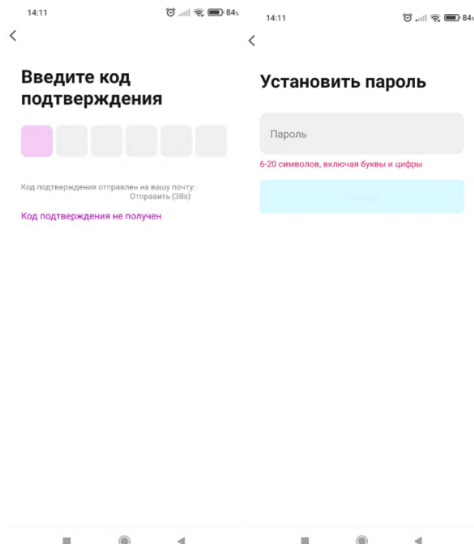 14:11
84
Введите код
подтверждения
Код подтверждения отправлен на вашу почту:
Отправить (38s)
Код подтверждения не получен
14:11
84
Установить пароль
Пароль
6-20 символов, включая буквы и цифры